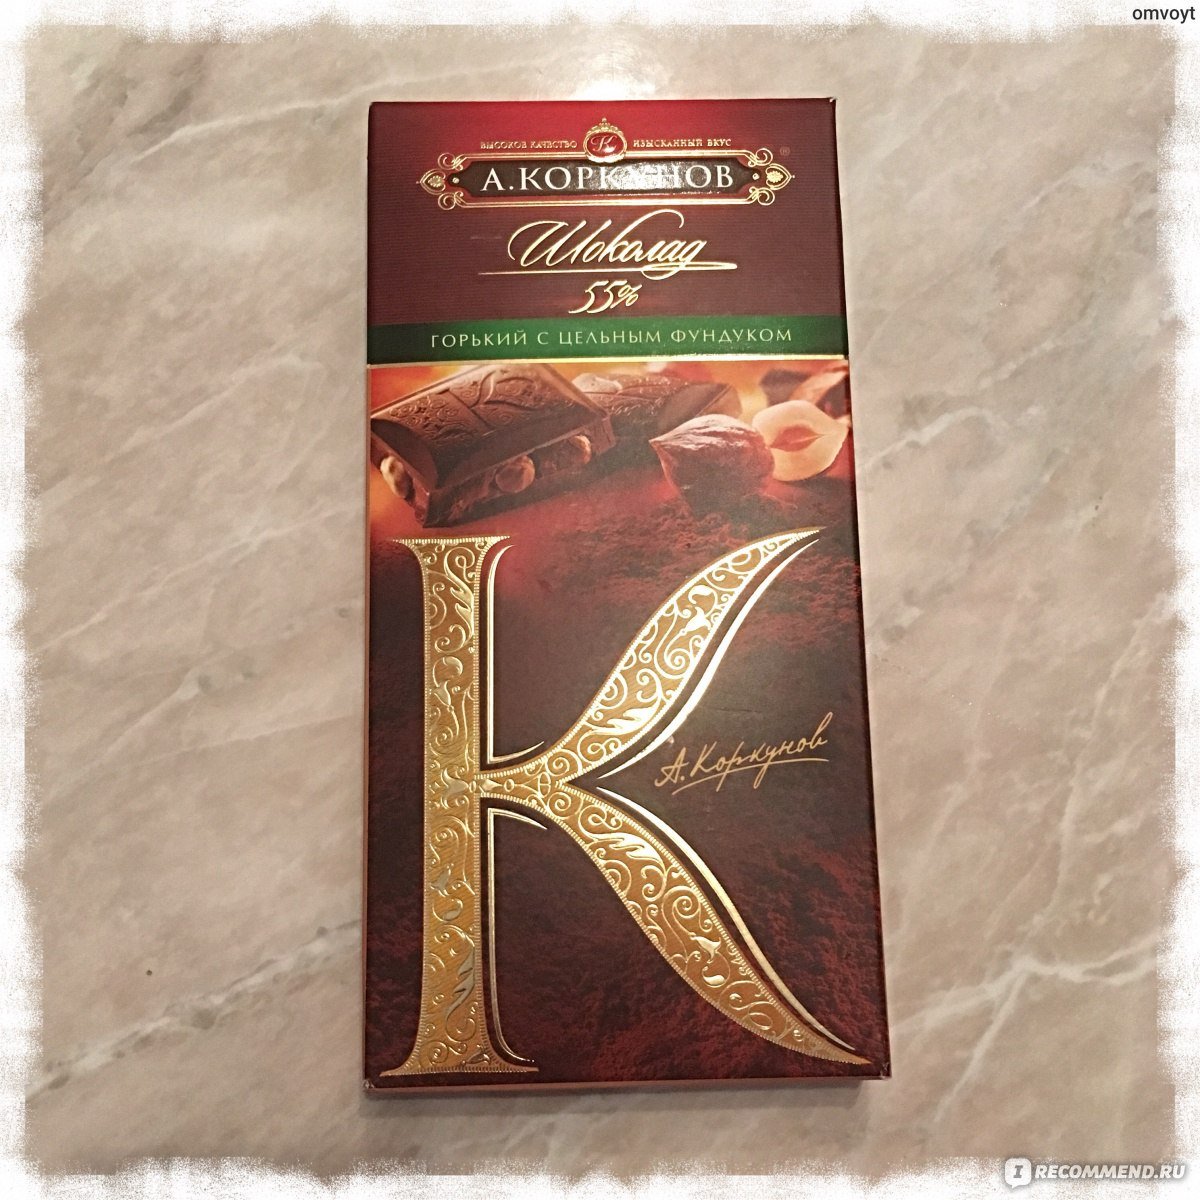 omvoyt
ВЫСОКОЕ КАЧЕСТВО К ИЗЫСКАННЫЙ ВКУС
®
А.КОРКУНОВ
Шоколад
55%
ГОРЬКИЙ С ЦЕЛЬНЫМ ФУНДУКОМ
К
А.Коркунов
I RECOMMEND.RU